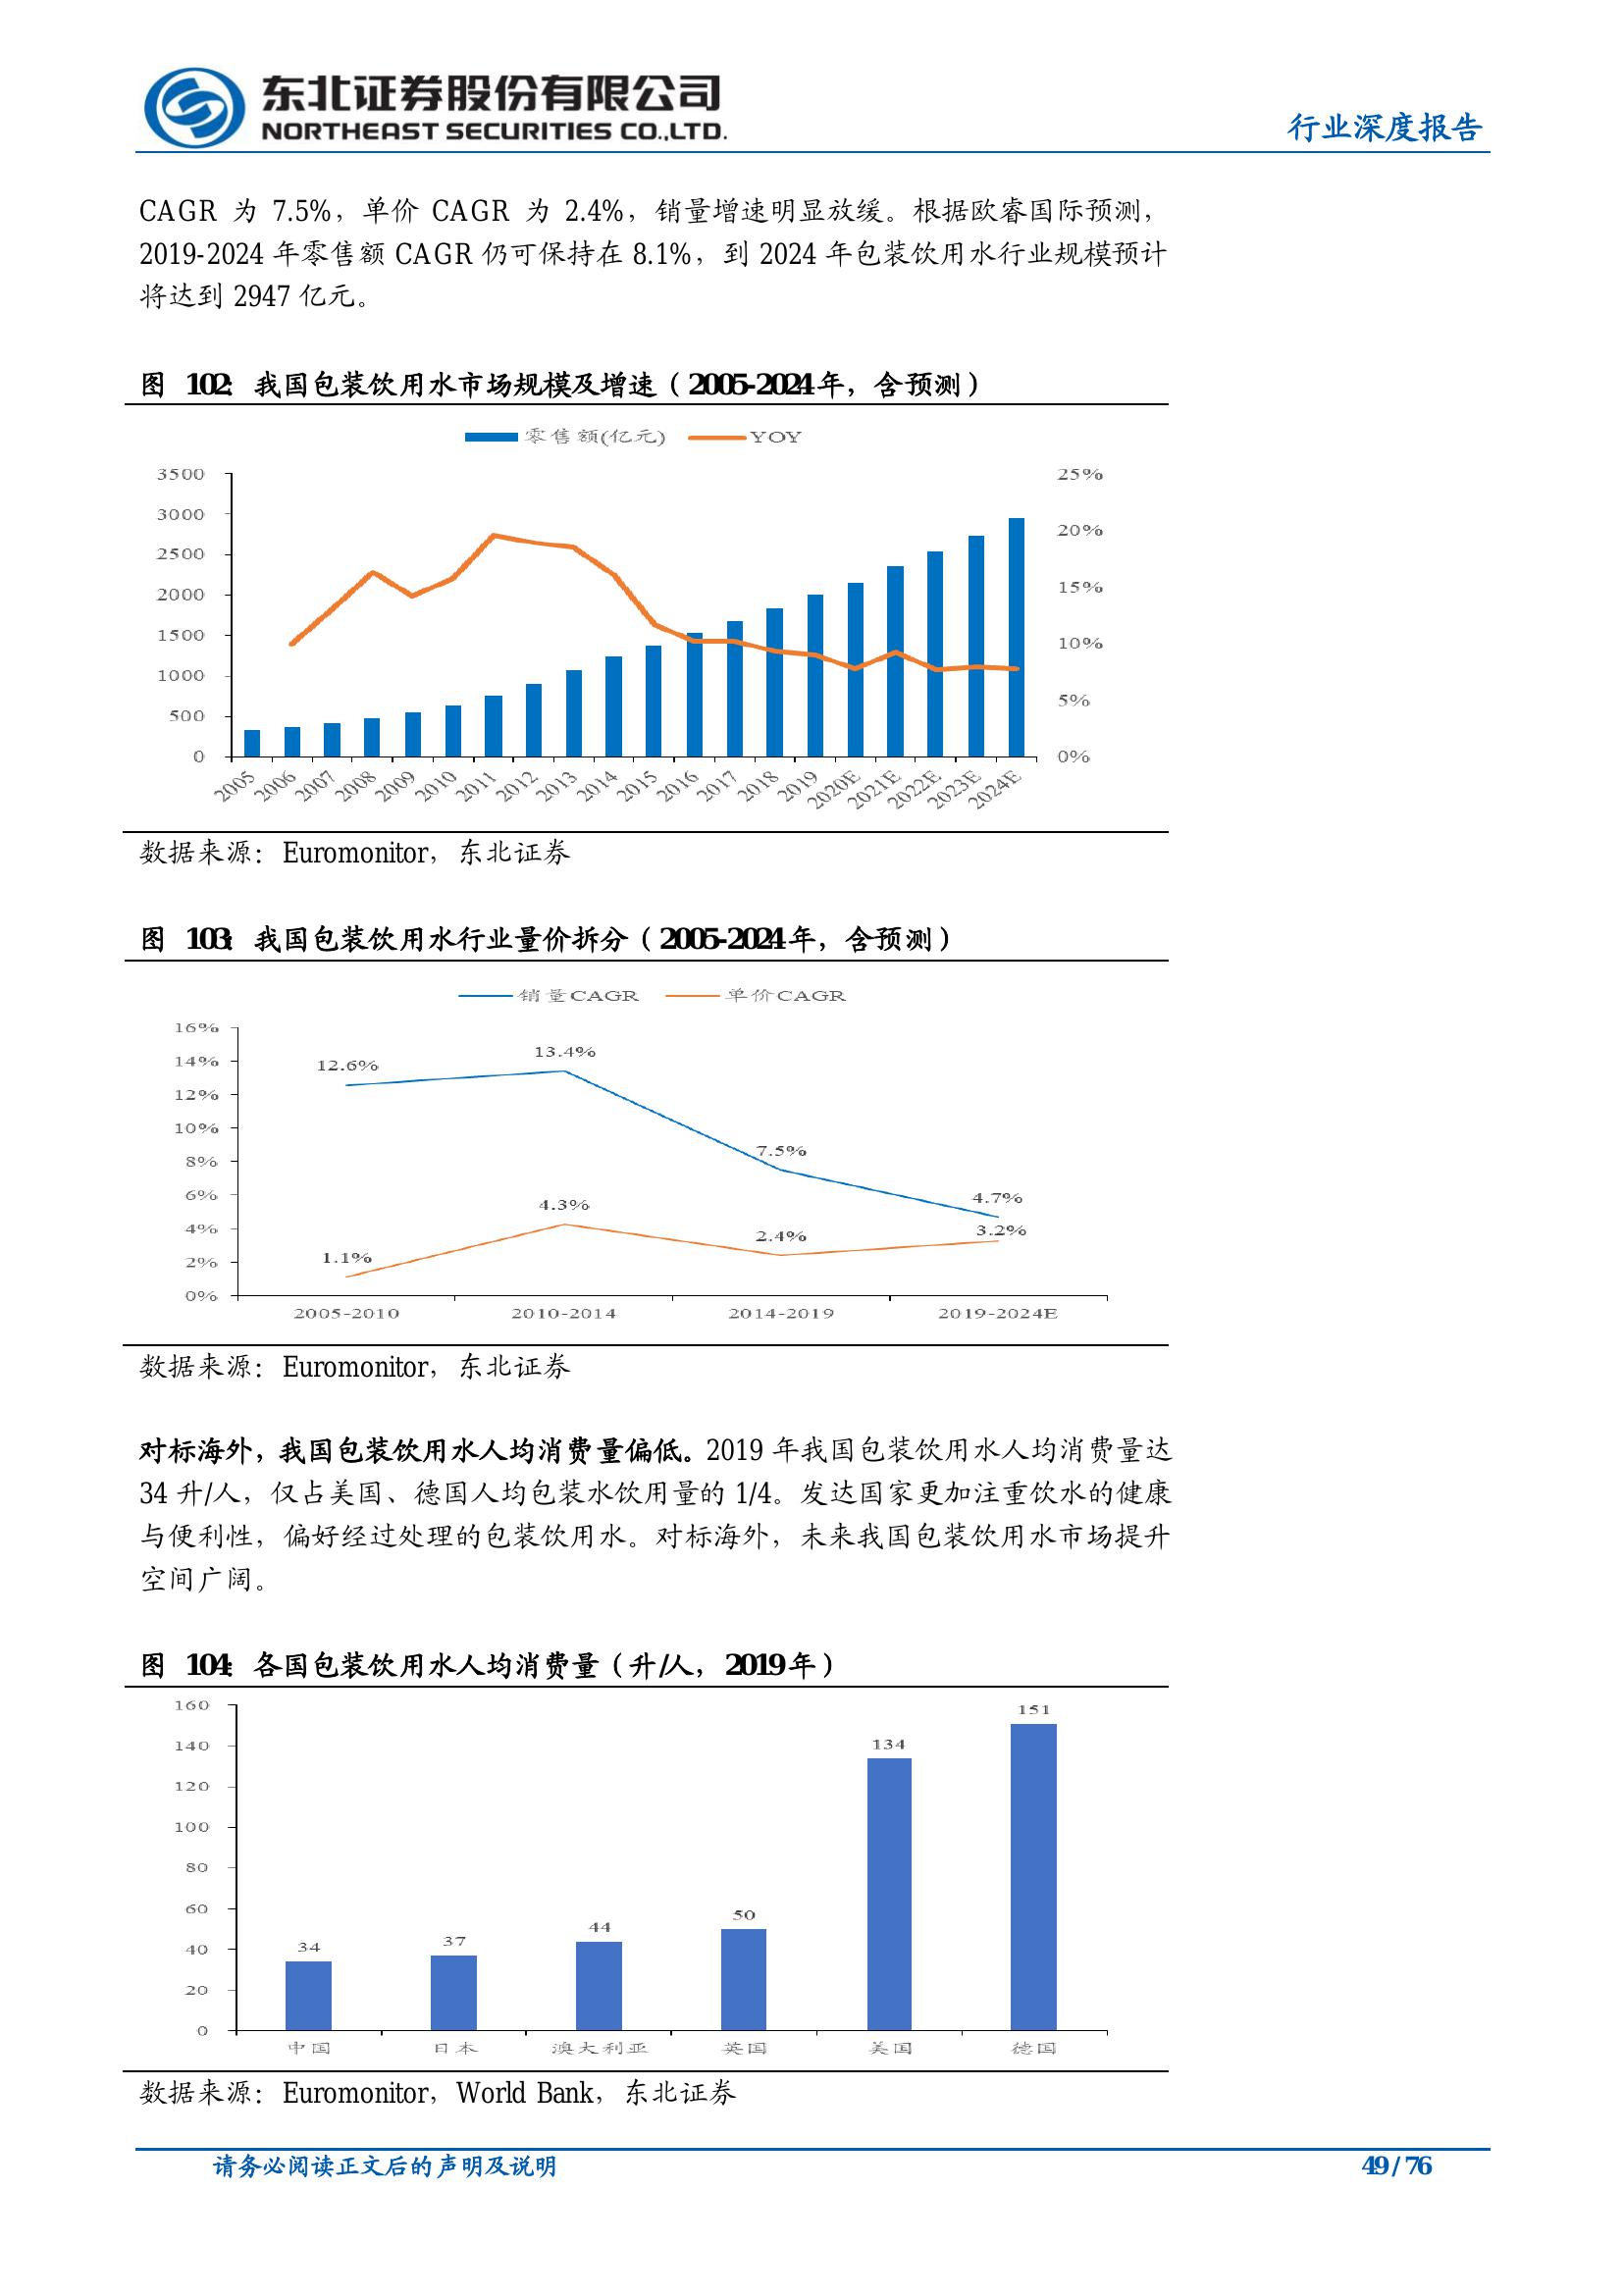 东北证券股份有限公司
NORTHEAST SECURITIES CO.,LTD.
行业深度报告
CAGR 为 7.5%，单价 CAGR 为 2.4%，销量增速明显放缓。根据欧睿国际预测，
2019-2024 年零售额 CAGR 仍可保持在 8.1%，到 2024 年包装饮用水行业规模预计
将达到 2947 亿元。
图 102：我国包装饮用水市场规模及增速（2005-2024 年，含预测）
零售额(亿元) YOY
3500 25%
3000 20%
2500 15%
2000 10%
1500 5%
1000 0%
500
0
2005 2006 2007 2008 2009 2010 2011 2012 2013 2014 2015 2016 2017 2018 2019 2020E 2021E 2022E 2023E 2024E
数据来源：Euromonitor，东北证券
图 103：我国包装饮用水行业量价拆分（2005-2024 年，含预测）
销量CAGR 单价CAGR
16%
14%
12%
10%
8%
6%
4%
2%
0%
12.6% 13.4% 7.5% 4.7%
1.1% 4.3% 2.4% 3.2%
2005-2010 2010-2014 2014-2019 2019-2024E
数据来源：Euromonitor，东北证券
对标海外，我国包装饮用水人均消费量偏低。2019 年我国包装饮用水人均消费量达
34 升/人，仅占美国、德国人均包装水饮用量的 1/4。发达国家更加注重饮水的健康
与便利性，偏好经过处理的包装饮用水。对标海外，未来我国包装饮用水市场提升
空间广阔。
图 104：各国包装饮用水人均消费量（升/人，2019 年）
160
140
120
100
80
60
40
20
0
34 37 44 50 134 151
中国 日本 澳大利亚 英国 美国 德国
数据来源：Euromonitor，World Bank，东北证券
请务必阅读正文后的声明及说明 49 / 76